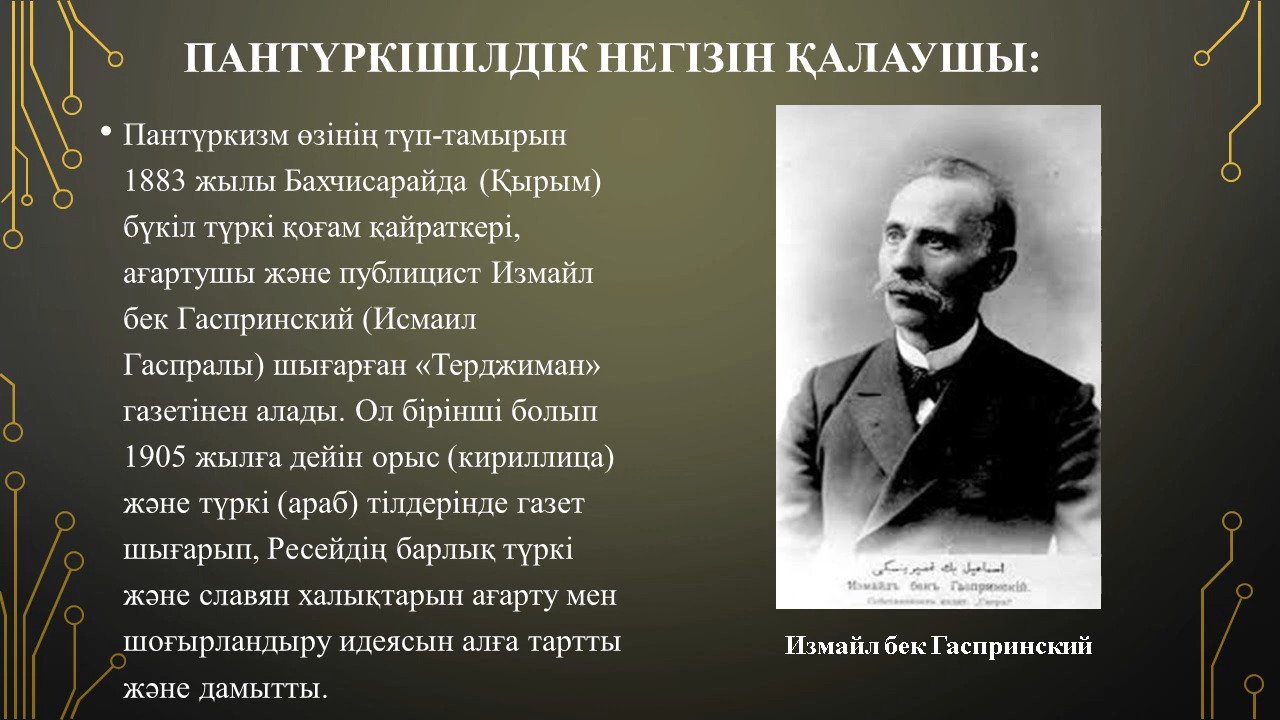 ПАНТҮРКІШІЛДІК НЕГІЗІН ҚАЛАУШЫ:
• Пантүркизм өзінің түп-тамырын
1883 жылы Бахчисарайда (Қырым)
бүкіл түркі қоғам қайраткері,
ағартушы және публицист Измайл
бек Гаспринский (Исмаил
Гаспралы) шығарған «Терджиман»
газетінен алады. Ол бірінші болып
1905 жылға дейін орыс (кириллица)
және түркі (араб) тілдерінде газет
шығарып, Ресейдің барлық түркі
және славян халықтарын ағарту мен
шоғырландыру идеясын алға тартты
және дамытты.
اسماعيل بك غصپرينسكى
Измаилъ бекъ Гаспринскій.
Измайл бек Гаспринский